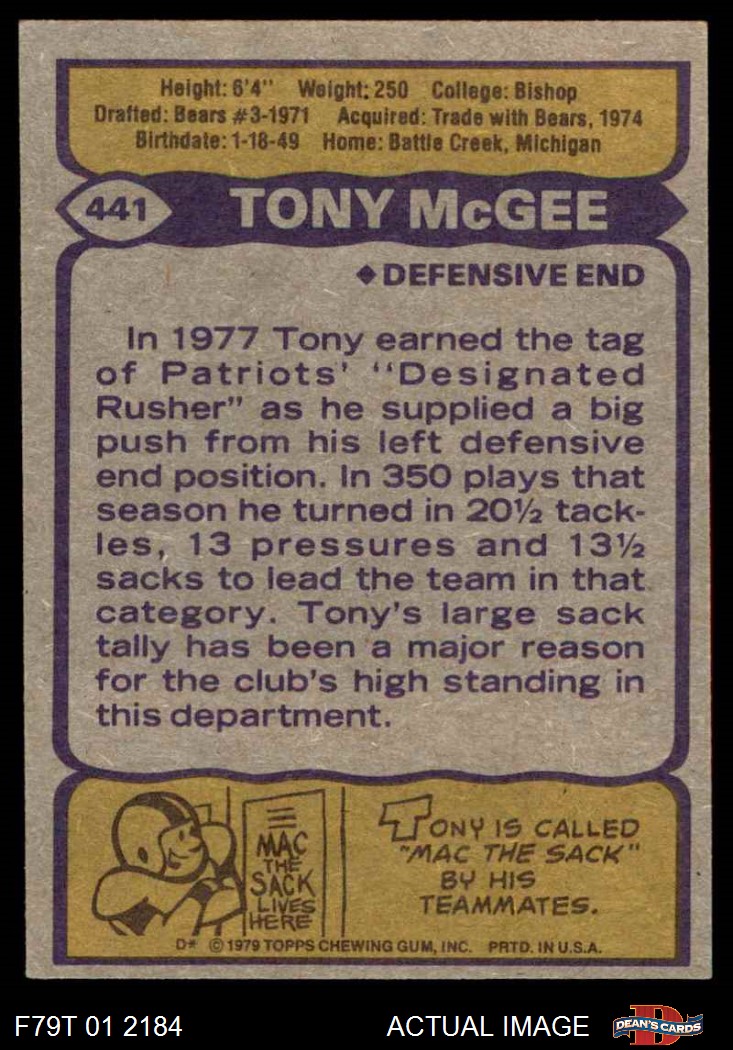 Height: 6'4" Weight: 250 College: Bishop
Drafted: Bears #3-1971 Acquired: Trade with Bears, 1974
Birthdate: 1-18-49 Home: Battle Creek, Michigan
441 TONY McGEE
◆ DEFENSIVE END
In 1977 Tony earned the tag
of Patriots' "Designated
Rusher" as he supplied a big
push from his left defensive
end position. In 350 plays that
season he turned in 20½ tack-
les, 13 pressures and 13½
sacks to lead the team in that
category. Tony's large sack
tally has been a major reason
for the club's high standing in
this department.
MAC
THE
SACK
LIVES
HERE
TONY IS CALLED
"MAC THE SACK"
BY HIS
TEAMMATES.
D* © 1979 TOPPS CHEWING GUM, INC. PRTD. IN U.S.A.
F79T 01 2184 ACTUAL IMAGE
D
DEAN'S CARDS